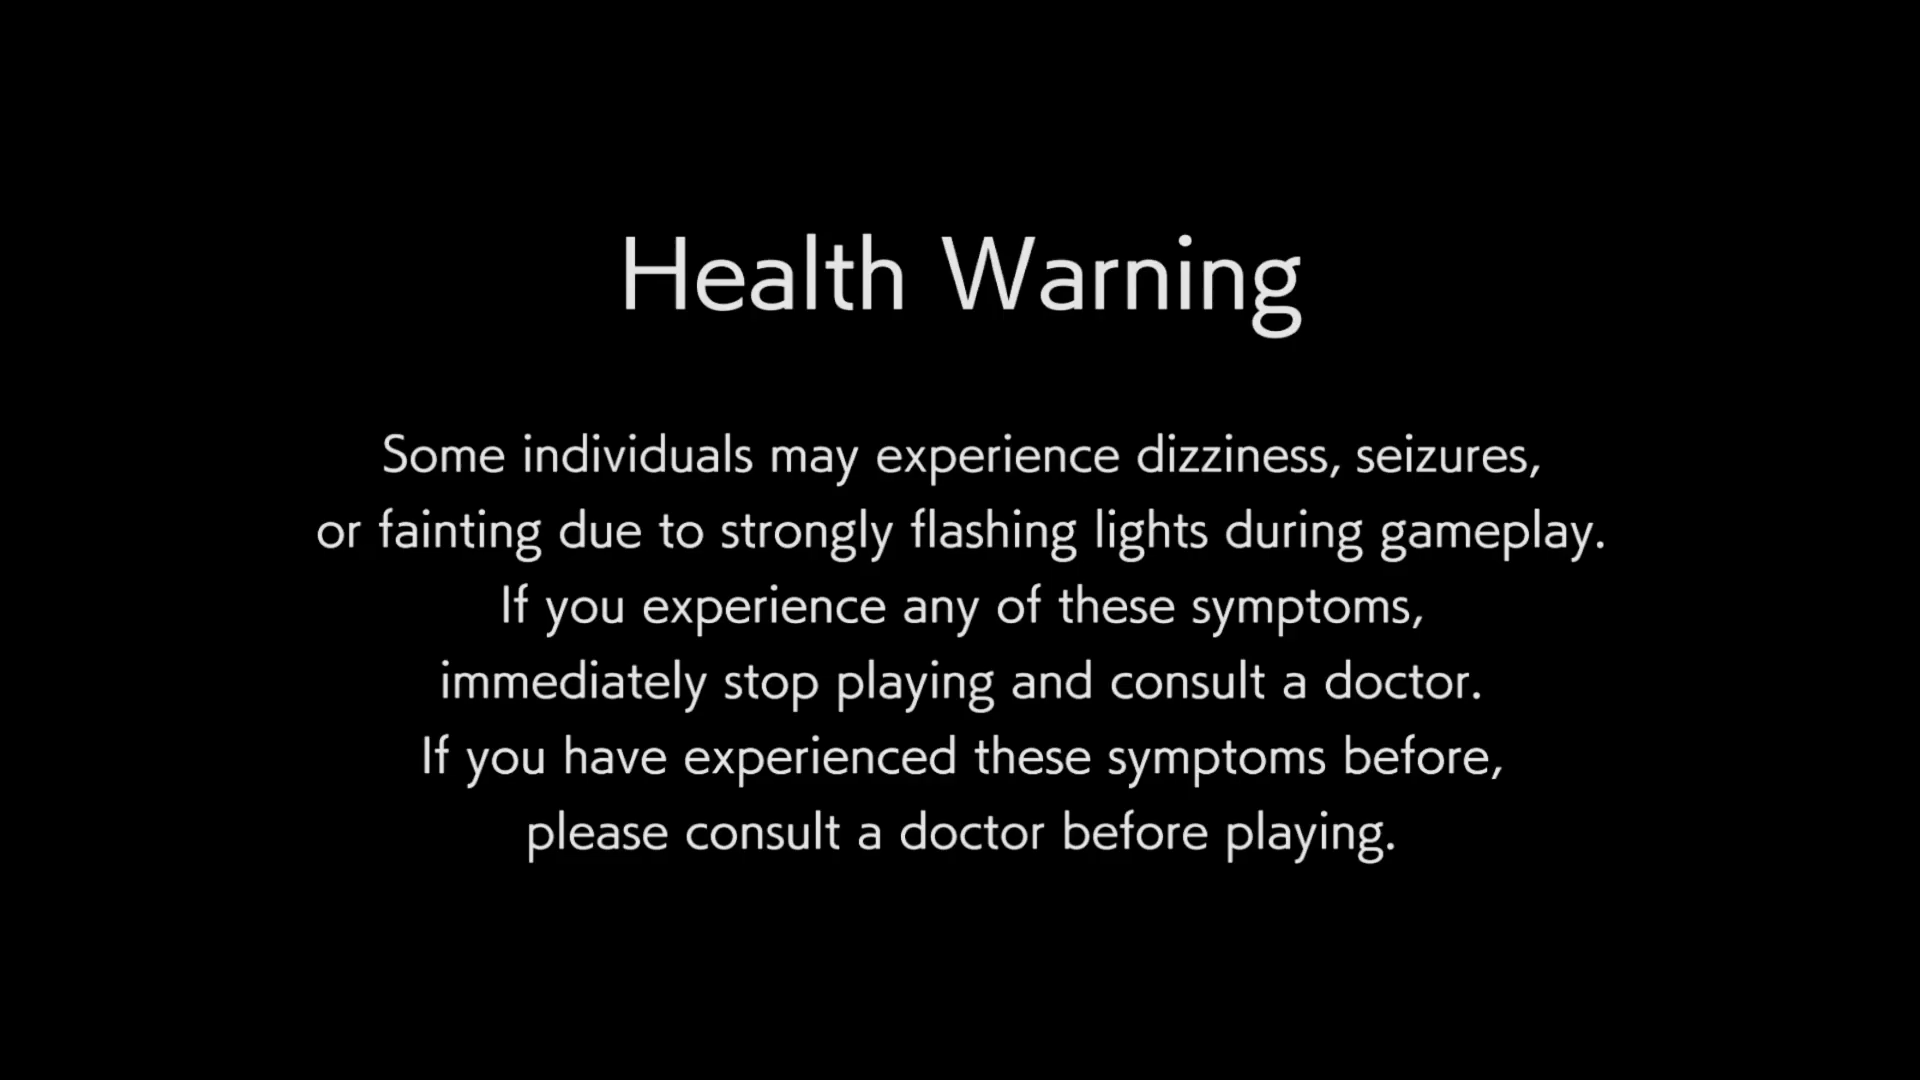 Health Warning
Some individuals may experience dizziness, seizures,
or fainting due to strongly flashing lights during gameplay.
If you experience any of these symptoms,
immediately stop playing and consult a doctor.
If you have experienced these symptoms before,
please consult a doctor before playing.